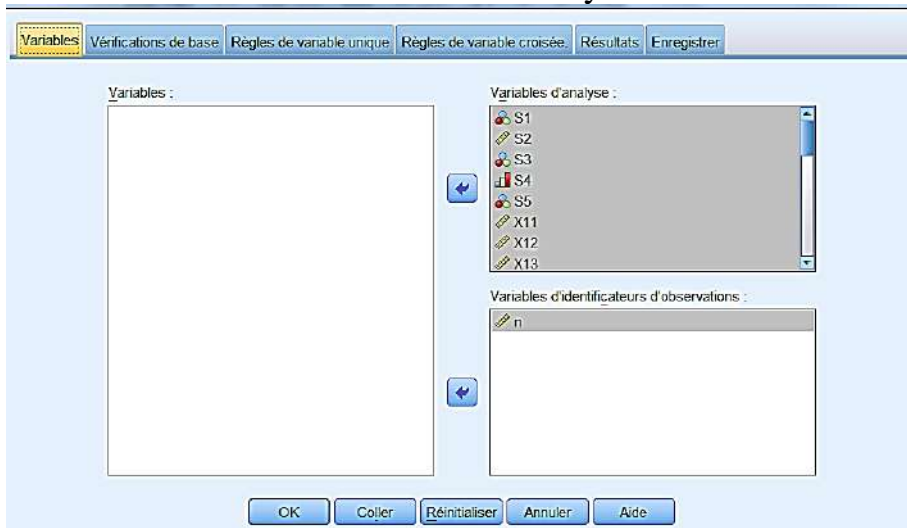 Variables Vérifications de base Règles de variable unique Règles de variable croisée. Résultats Enregistrer
Variables :
Variables d'analyse :
S1
S2
S3
S4
S5
X11
X12
X13
Variables d'identificateurs d'observations :
n
OK Coller Réinitialiser Annuler Aide